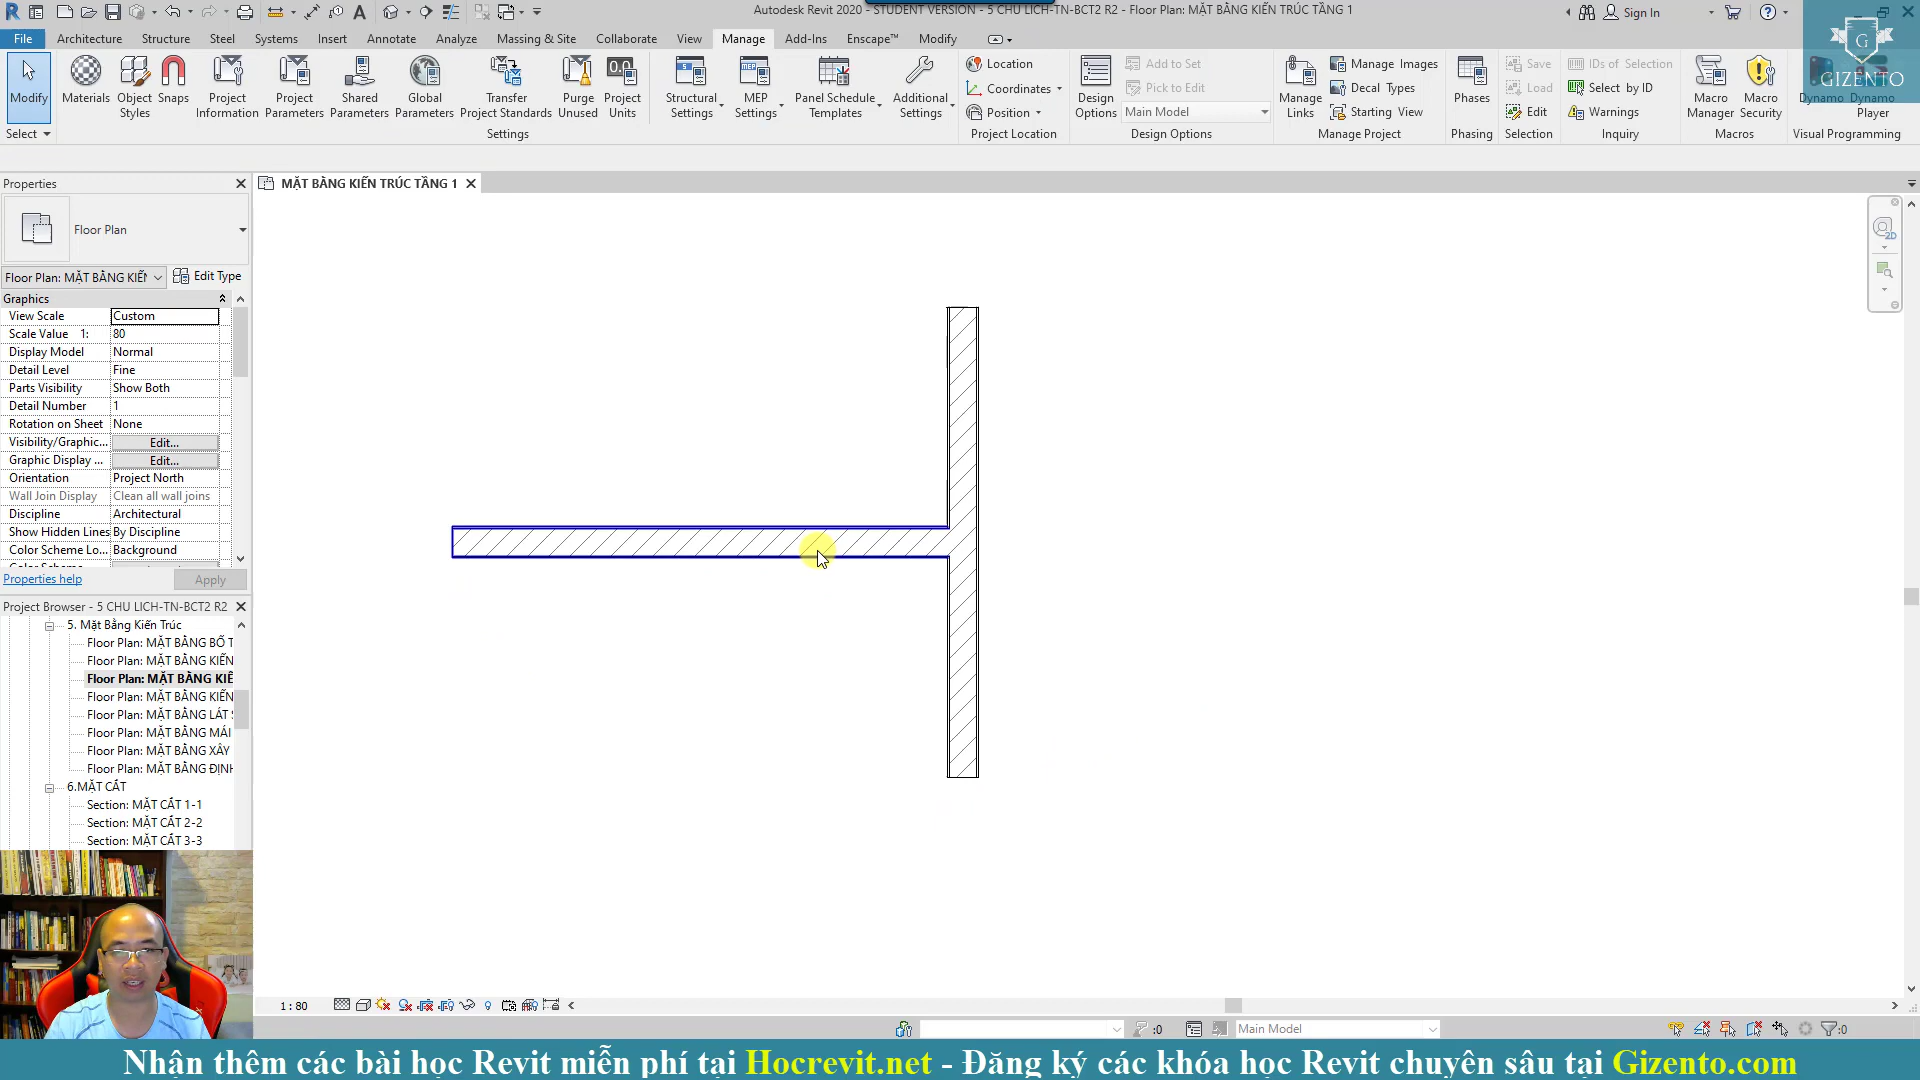 Autodesk Revit 2020 - STUDENT VERSION - 5 CHU LICH-TN-BCT2 R2 - Floor Plan: MẶT BẰNG KIẾN TRÚC TẦNG 1
Sign In
File Architecture Structure Steel Systems Insert Annotate Analyze Massing & Site Collaborate View Manage Add-Ins Enscape™ Modify
Modify
Materials
Object Styles
Snaps
Project Information
Project Parameters
Shared Parameters
Global Parameters
Transfer Project Standards
Purge Unused
Project Units
Structural Settings
MEP Settings
Panel Schedule Templates
Additional Settings
Location
Coordinates
Position
Design Options
Add to Set
Pick to Edit
Main Model
Manage Links
Manage Images
Decal Types
Starting View
Phases
Save
Load
Edit
IDs of Selection
Select by ID
Warnings
Macro Manager
Macro Security
Dynamo
Dynamo Player
G
GIZENTO
Select
Settings
Project Location
Design Options
Manage Project
Phasing
Selection
Inquiry
Macros
Visual Programming
Properties
MẶT BẰNG KIẾN TRÚC TẦNG 1
Floor Plan
Floor Plan: MẶT BẰNG KIẾN
Edit Type
Graphics
View Scale Custom
Scale Value 1: 80
Display Model Normal
Detail Level Fine
Parts Visibility Show Both
Detail Number 1
Rotation on Sheet None
Visibility/Graphic... Edit...
Graphic Display ... Edit...
Orientation Project North
Wall Join Display Clean all wall joins
Discipline Architectural
Show Hidden Lines By Discipline
Color Scheme Lo... Background
Properties help
Apply
Project Browser - 5 CHU LICH-TN-BCT2 R2
5. Mặt Bằng Kiến Trúc
Floor Plan: MẶT BẰNG BỐ T
Floor Plan: MẶT BẰNG KIẾN
Floor Plan: MẶT BẰNG KIẾ
Floor Plan: MẶT BẰNG KIẾN
Floor Plan: MẶT BẰNG LÁT
Floor Plan: MẶT BẰNG MÁI
Floor Plan: MẶT BẰNG XÂY
Floor Plan: MẶT BẰNG ĐỊNH
6.MẶT CẮT
Section: MẶT CẮT 1-1
Section: MẶT CẮT 2-2
Section: MẶT CẮT 3-3
2D
1 : 80
:0
Main Model
:0
Nhận thêm các bài học Revit miễn phí tại Hocrevit.net - Đăng ký các khóa học Revit chuyên sâu tại Gizento.com